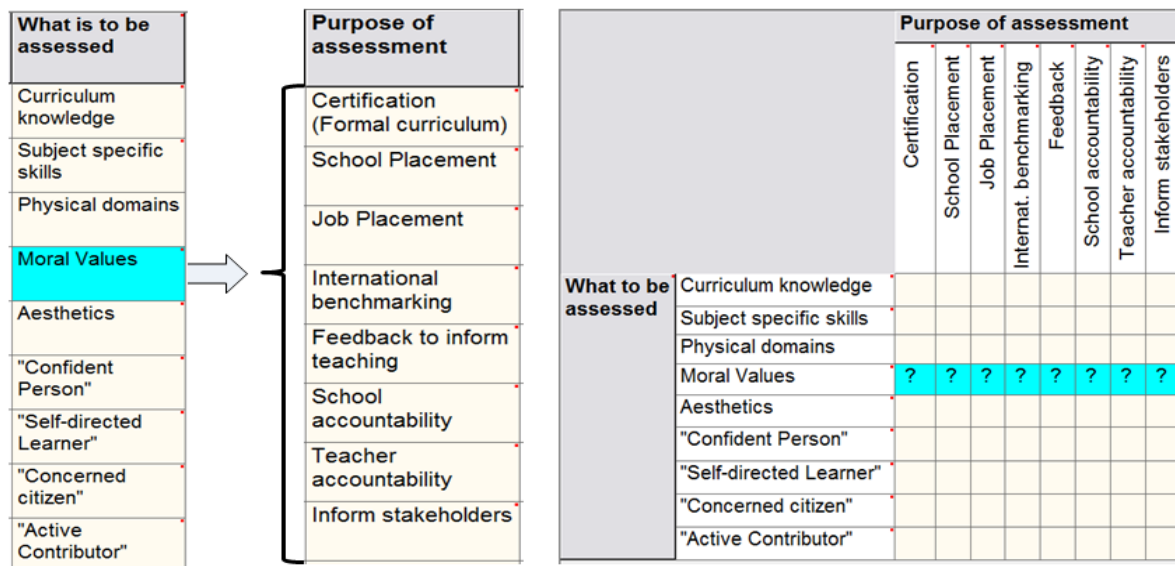 What is to be
assessed
Curriculum
knowledge
Subject specific
skills
Physical domains
Moral Values
Aesthetics
"Confident
Person"
"Self-directed
Learner"
"Concerned
citizen"
"Active
Contributor"
Purpose of
assessment
Certification
(Formal curriculum)
School Placement
Job Placement
International
benchmarking
Feedback to inform
teaching
School
accountability
Teacher
accountability
Inform stakeholders
Purpose of assessment
Certification
School Placement
Job Placement
Internat. benchmarking
Feedback
School accountability
Teacher accountability
Inform stakeholders
What to be
assessed
Curriculum knowledge
Subject specific skills
Physical domains
Moral Values ? ? ? ? ? ? ? ?
Aesthetics
"Confident Person"
"Self-directed Learner"
"Concerned citizen"
"Active Contributor"